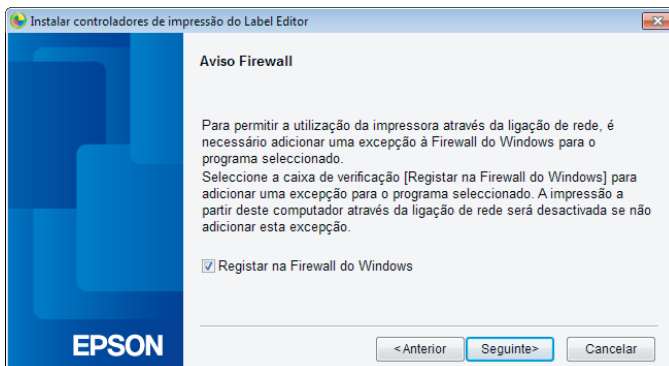 Instalar controladores de impressão do Label Editor
Aviso Firewall
Para permitir a utilização da impressora através da ligação de rede, é
necessário adicionar uma excepção à Firewall do Windows para o
programa seleccionado.
Seleccione a caixa de verificação [Registar na Firewall do Windows] para
adicionar uma excepção para o programa seleccionado. A impressão a
partir deste computador através da ligação de rede será desactivada se não
adicionar esta excepção.
Registar na Firewall do Windows
EPSON
<Anterior
Seguinte>
Cancelar